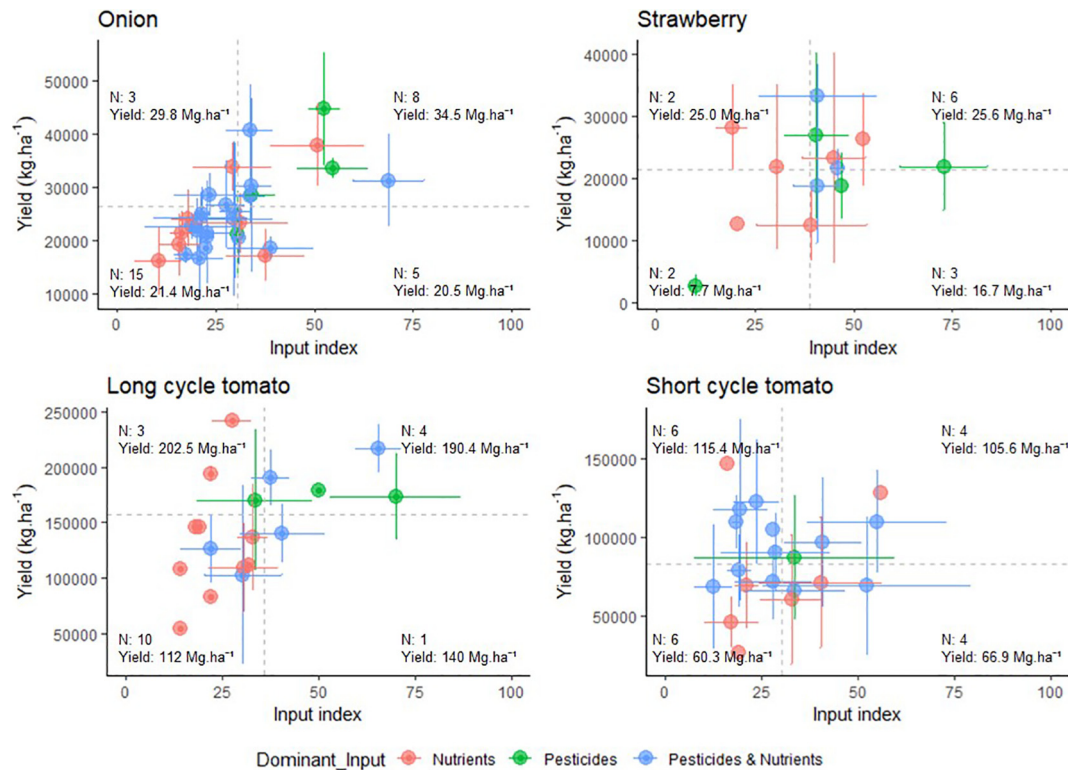 Onion
Yield (kg.ha⁻¹)
50000
40000
30000
20000
10000
N: 3
Yield: 29.8 Mg.ha⁻¹
N: 8
Yield: 34.5 Mg.ha⁻¹
N: 15
Yield: 21.4 Mg.ha⁻¹
N: 5
Yield: 20.5 Mg.ha⁻¹
0 25 50 75 100
Input index
Strawberry
Yield (kg.ha⁻¹)
40000
30000
20000
10000
0
N: 2
Yield: 25.0 Mg.ha⁻¹
N: 6
Yield: 25.6 Mg.ha⁻¹
N: 2
Yield: 7.7 Mg.ha⁻¹
N: 3
Yield: 16.7 Mg.ha⁻¹
0 25 50 75 100
Input index
Long cycle tomato
Yield (kg.ha⁻¹)
250000
200000
150000
100000
50000
N: 3
Yield: 202.5 Mg.ha⁻¹
N: 4
Yield: 190.4 Mg.ha⁻¹
N: 10
Yield: 112 Mg.ha⁻¹
N: 1
Yield: 140 Mg.ha⁻¹
0 25 50 75 100
Input index
Short cycle tomato
Yield (kg.ha⁻¹)
150000
100000
50000
N: 6
Yield: 115.4 Mg.ha⁻¹
N: 4
Yield: 105.6 Mg.ha⁻¹
N: 6
Yield: 60.3 Mg.ha⁻¹
N: 4
Yield: 66.9 Mg.ha⁻¹
0 25 50 75 100
Input index
Dominant_Input Nutrients Pesticides Pesticides & Nutrients